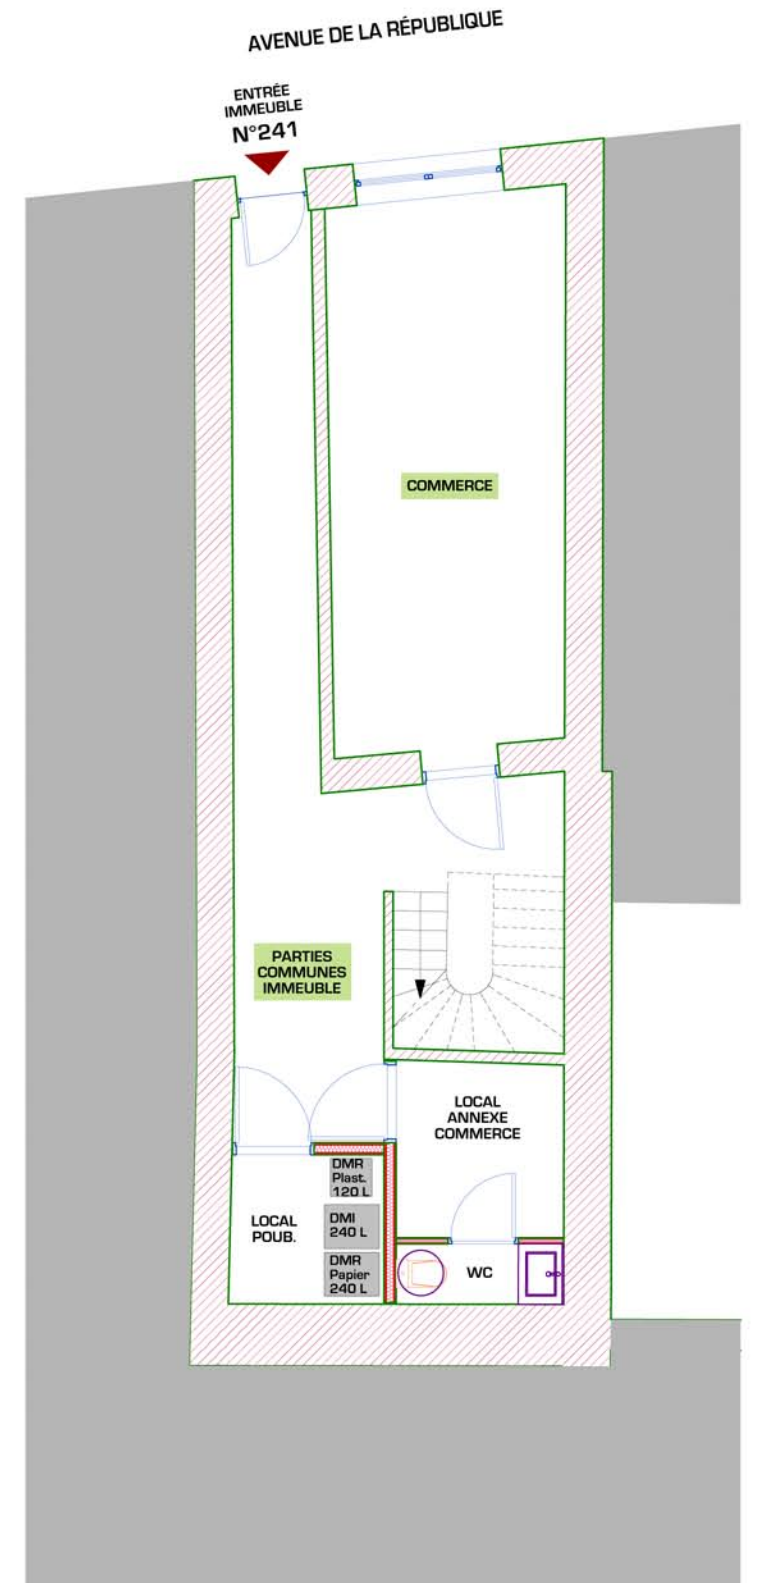 AVENUE DE LA RÉPUBLIQUE
ENTRÉE
IMMEUBLE
N°241
COMMERCE
PARTIES
COMMUNES
IMMEUBLE
LOCAL
ANNEXE
COMMERCE
DMR
Plast.
120 L
LOCAL
POUB.
DMI
240 L
DMR
Papier
240 L
WC